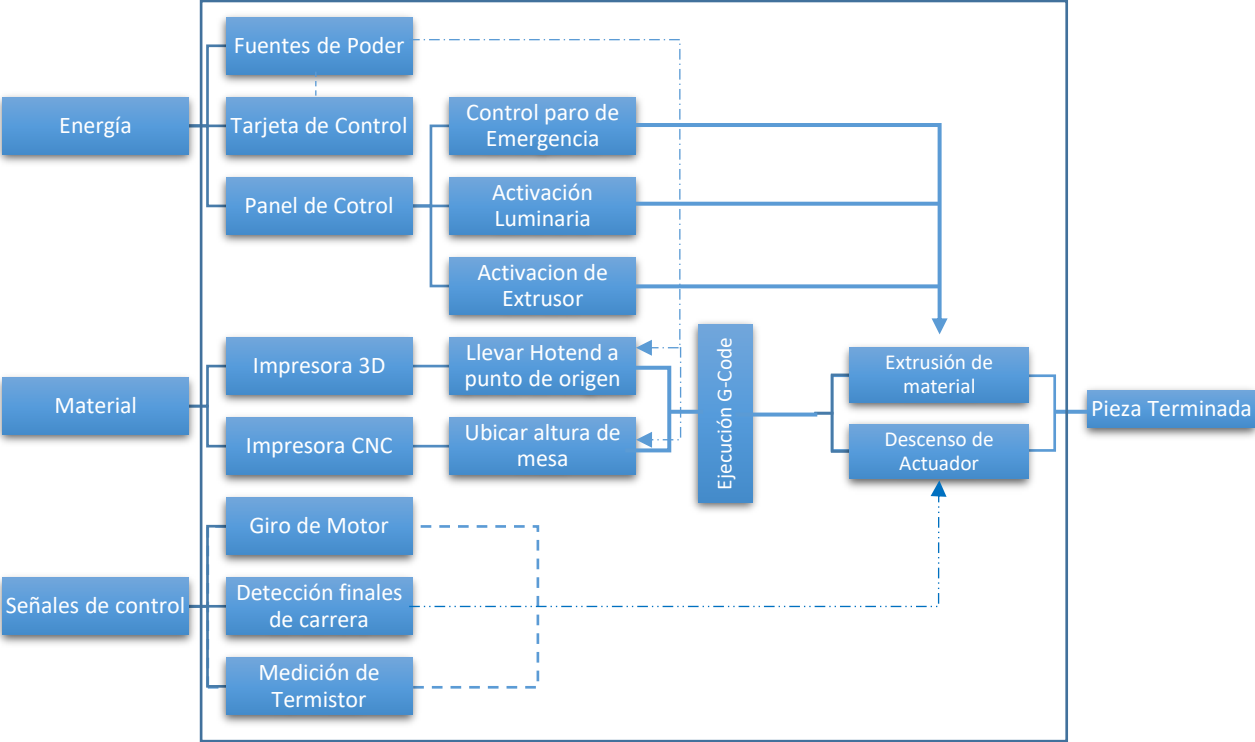 Energía
Material
Señales de control
Fuentes de Poder
Tarjeta de Control
Panel de Cotrol
Impresora 3D
Impresora CNC
Giro de Motor
Detección finales
de carrera
Medición de
Termistor
Control paro de
Emergencia
Activación
Luminaria
Activacion de
Extrusor
Llevar Hotend a
punto de origen
Ubicar altura de
mesa
Ejecución G-Code
Extrusión de
material
Descenso de
Actuador
Pieza Terminada